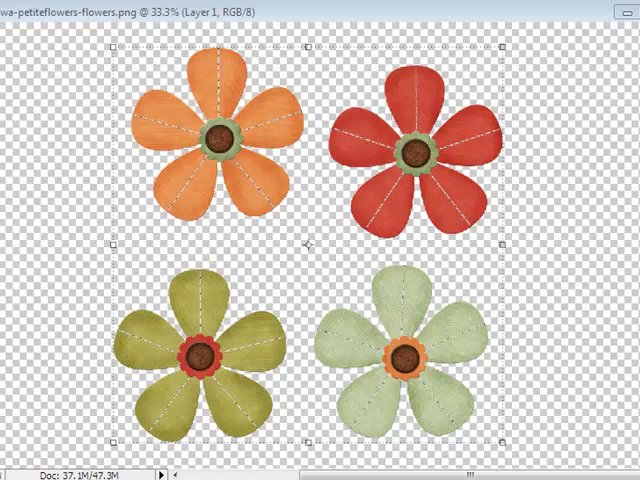 wa-petiteflowers-flowers.png @ 33.3% (Layer 1, RGB/8)
Doc: 37.1M/47.3M